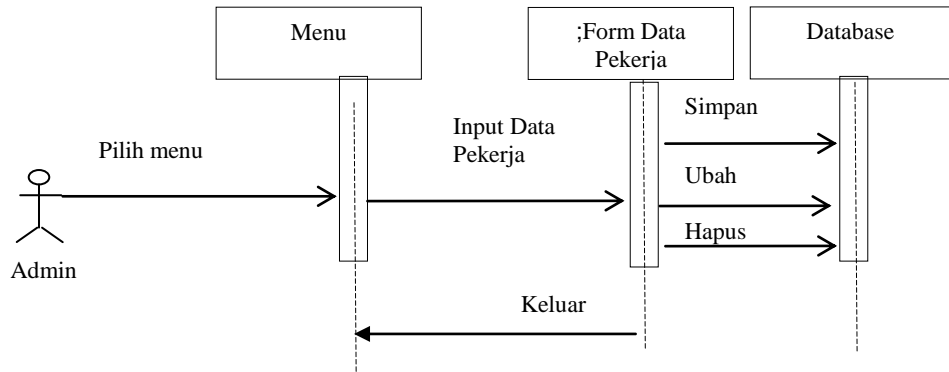 Menu
;Form Data
Pekerja
Database
Simpan
Input Data
Pekerja
Pilih menu
Ubah
Hapus
Admin
Keluar